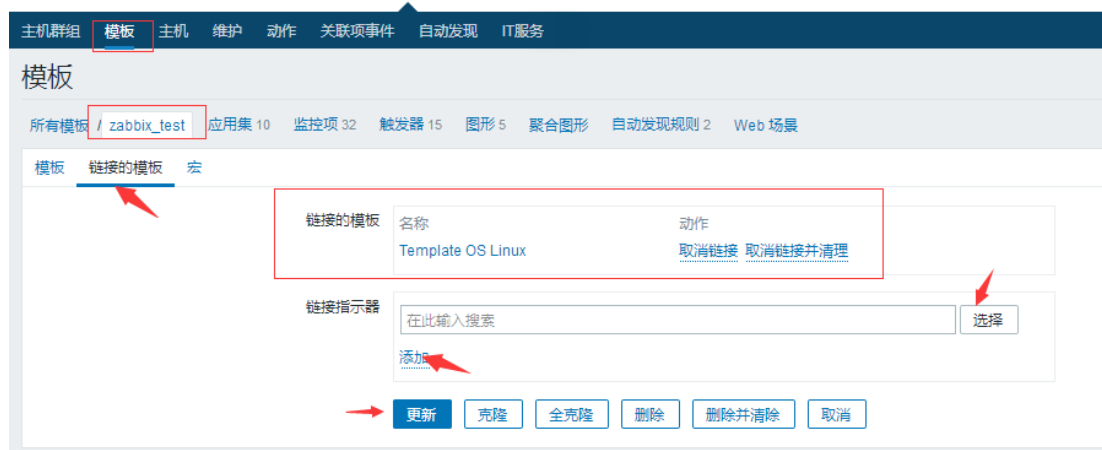 主机群组 模板 主机 维护 动作 关联项事件 自动发现 IT服务
模板
所有模板 / zabbix_test 应用集 10 监控项 32 触发器 15 图形 5 聚合图形 自动发现规则 2 Web 场景
模板 链接的模板 宏
链接的模板 名称 动作
Template OS Linux 取消链接 取消链接并清理
链接指示器 在此输入搜索 选择
添加
更新 克隆 全克隆 删除 删除并清除 取消